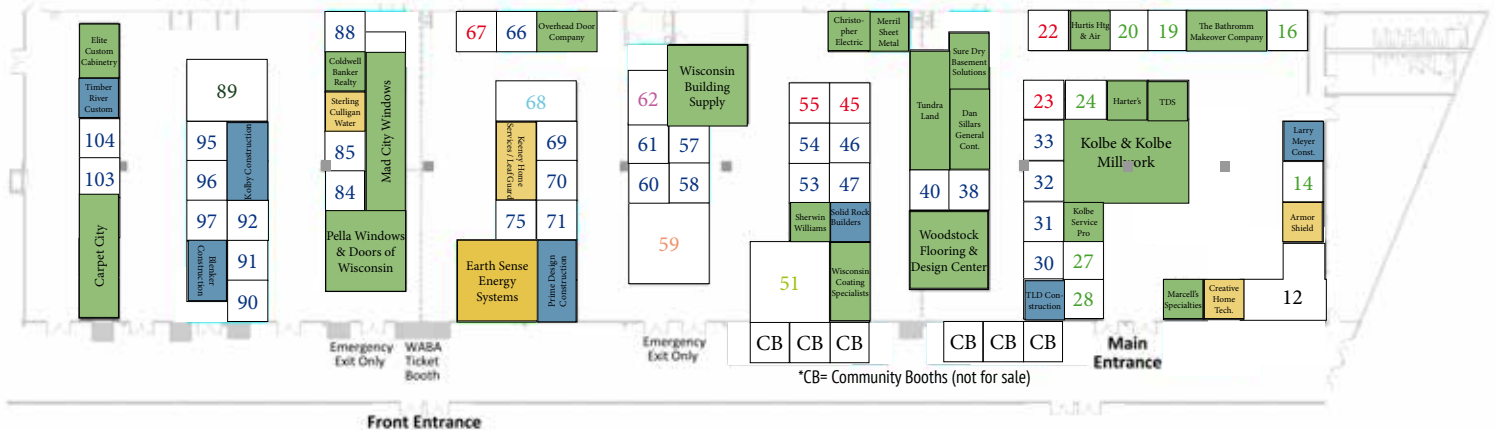 Elite
Custom
Cabinetry
Timber
River
Custom
104
103
Carpet City
89
95
Kolby Construction
96
97
92
Blenker
Construction
91
90
88
Coldwell
Banker
Realty
Sterling
Culligan
Water
85
84
Mad City Windows
Pella Windows
& Doors of
Wisconsin
67
66
Overhead Door
Company
68
Keeney Home
Services / Leaf Guard
69
70
75
71
Earth Sense
Energy
Systems
Prime Design
Construction
62
Wisconsin
Building
Supply
61
57
60
58
59
55
45
54
46
53
47
Sherwin
Williams
Solid Rock
Builders
51
Wisconsin
Coating
Specialists
CB
CB
CB
Christo-
pher
Electric
Merril
Sheet
Metal
Tundra
Land
Sure Dry
Basement
Solutions
Dan
Sillars
General
Cont.
40
38
Woodstock
Flooring &
Design Center
CB
CB
CB
22
Hurtis Htg
& Air
20
19
The Bathromm
Makeover Company
16
23
24
Harter's
TDS
33
Kolbe & Kolbe
Millwork
32
31
Kolbe
Service
Pro
30
27
TLD Con-
struction
28
Larry
Meyer
Const.
14
Armor
Shield
Marcell's
Specialties
Creative
Home
Tech.
12
Emergency
Exit Only
WABA
Ticket
Booth
Emergency
Exit Only
Main
Entrance
*CB= Community Booths (not for sale)
Front Entrance